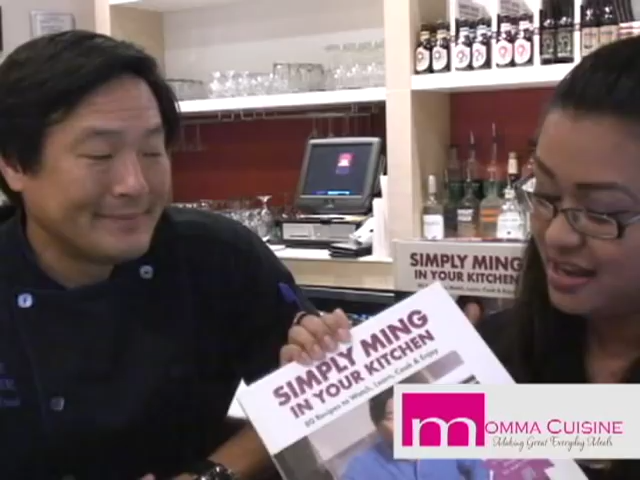 SIMPLY MING
IN YOUR KITCHEN
SIMPLY MING
IN YOUR KITCHEN
80 Recipes to Watch, Learn, Cook & Enjoy
m OMMA CUISINE
Making Great Everyday Meals